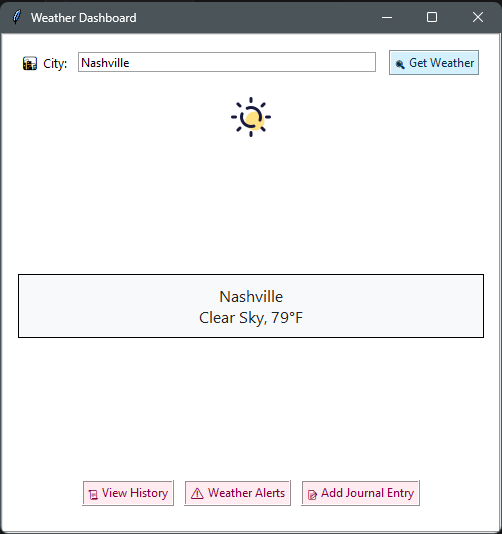 Weather Dashboard
City: Nashville Get Weather
Nashville
Clear Sky, 79°F
View History Weather Alerts Add Journal Entry